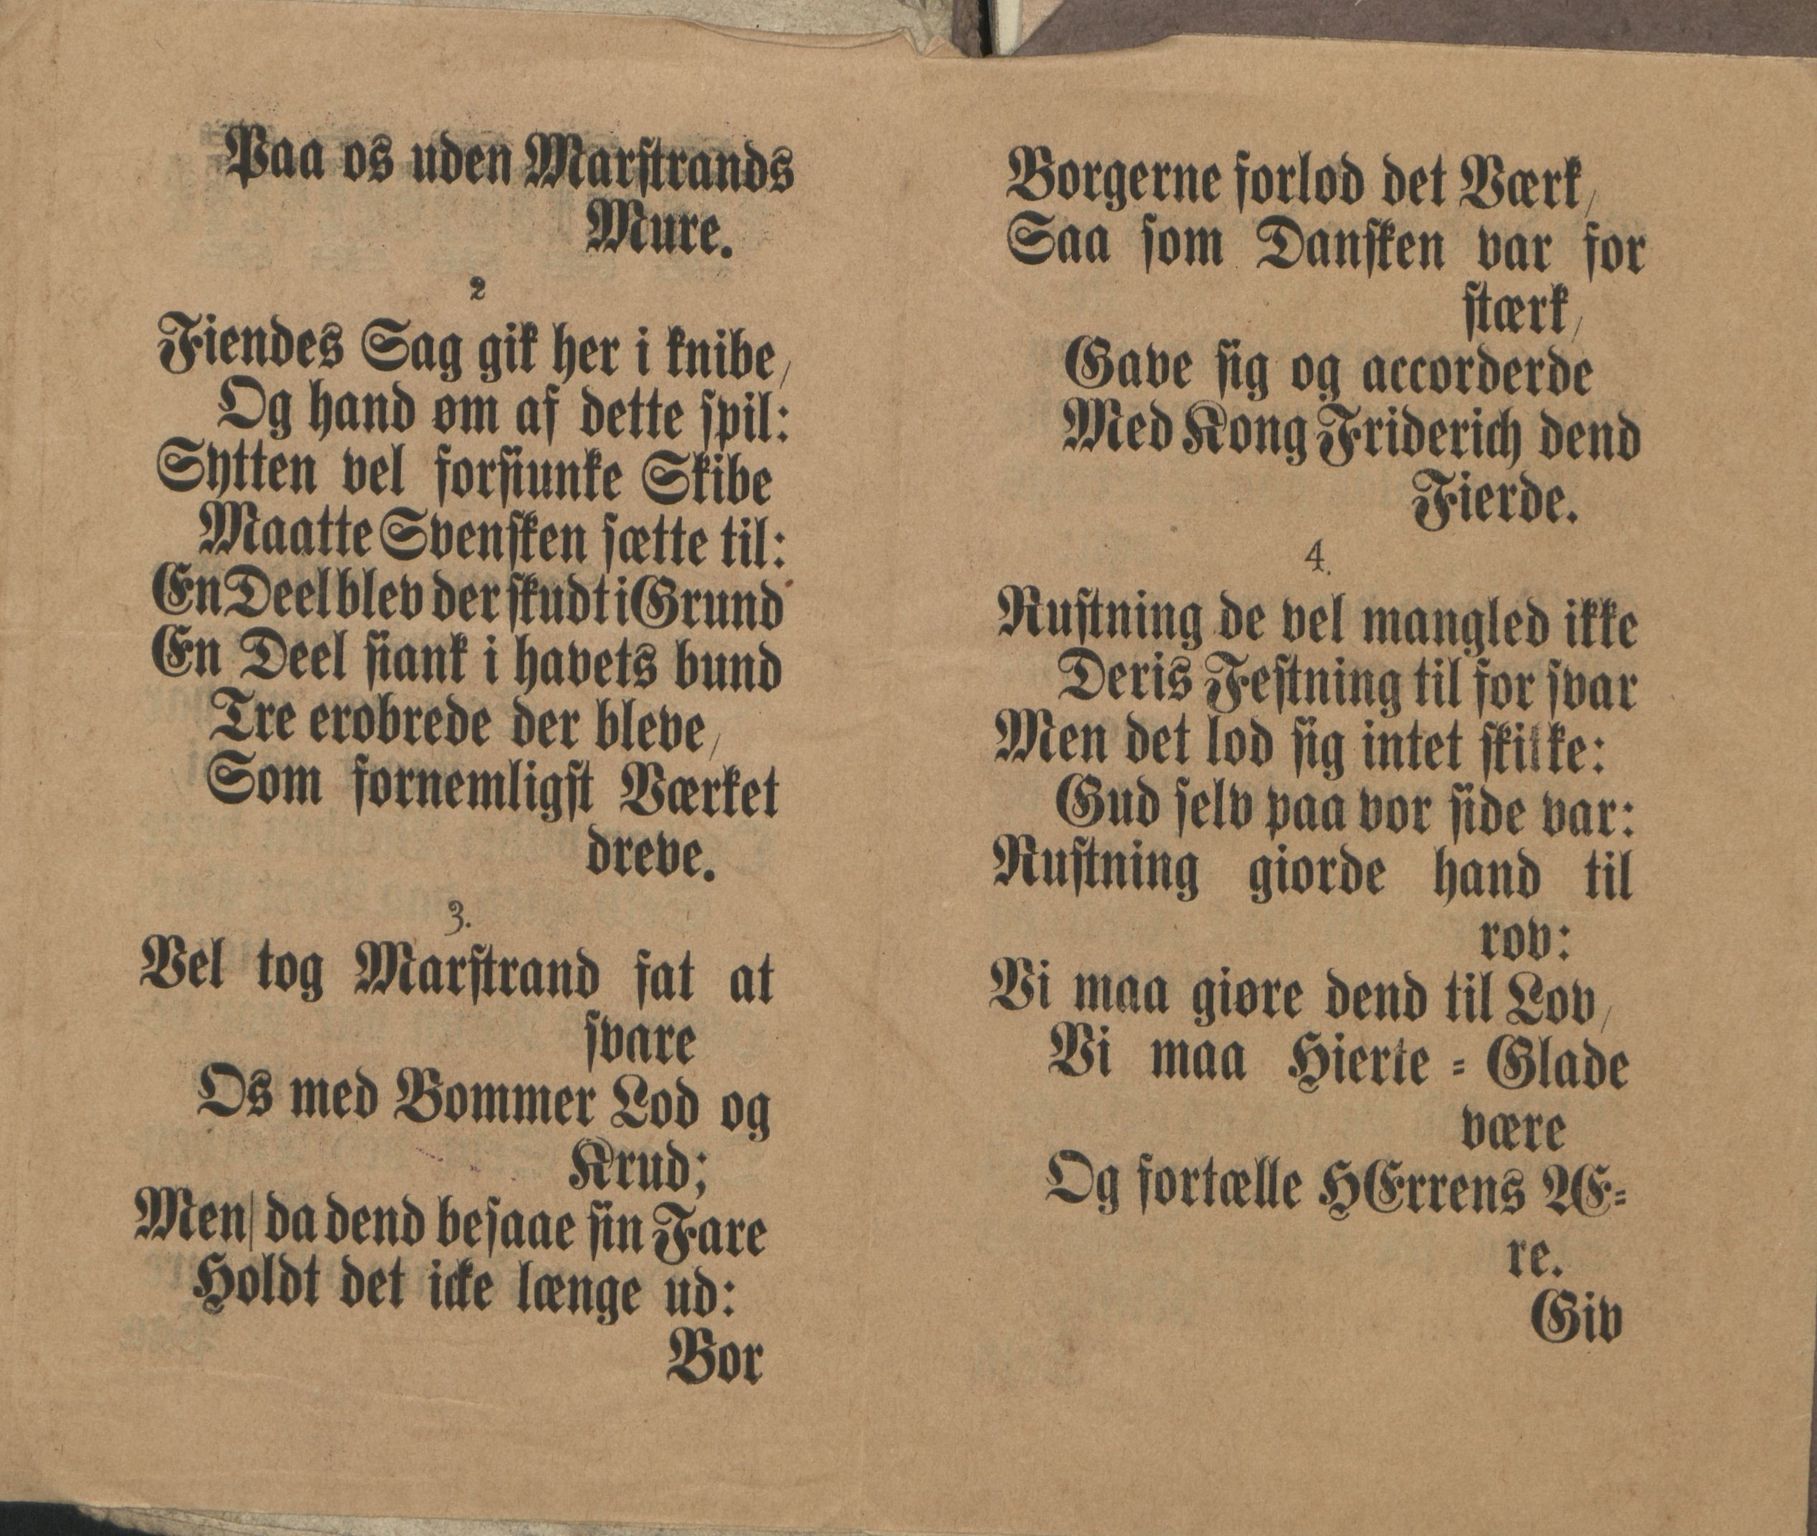 Paa os uden Marstrands
Mure.
2
Fiendes Sag gik her i knibe/
Og hand øm af dette spil:
Sytten vel forsiunke Skibe
Maatte Svensken sætte til:
En Deel blev der skudt i Grund
En Deel siank i havets bund
Tre erobrede der bleve/
Som fornemligst Værket
dreve.
3.
Vel tog Marstrand fat at
svare
Os med Bommer Lod og
Krud;
Men/ da dend besaae sin Fare
Holdt det icke længe ud:
Bor
Borgerne forlod det Værk/
Saa som Dansken var for
stærk/
Gave sig og accorderde
Med Kong Friderich dend
Fierde.
4.
Rustning de vel mangled ikke
Deris Festning til for svar
Men det lod sig intet skikke:
Gud selv paa vor side var:
Rustning giorde hand til
rov:
Vi maa giøre dend til Lov/
Vi maa Hierte = Glade
være
Og fortælle HErrens Æ=
re.
Giv